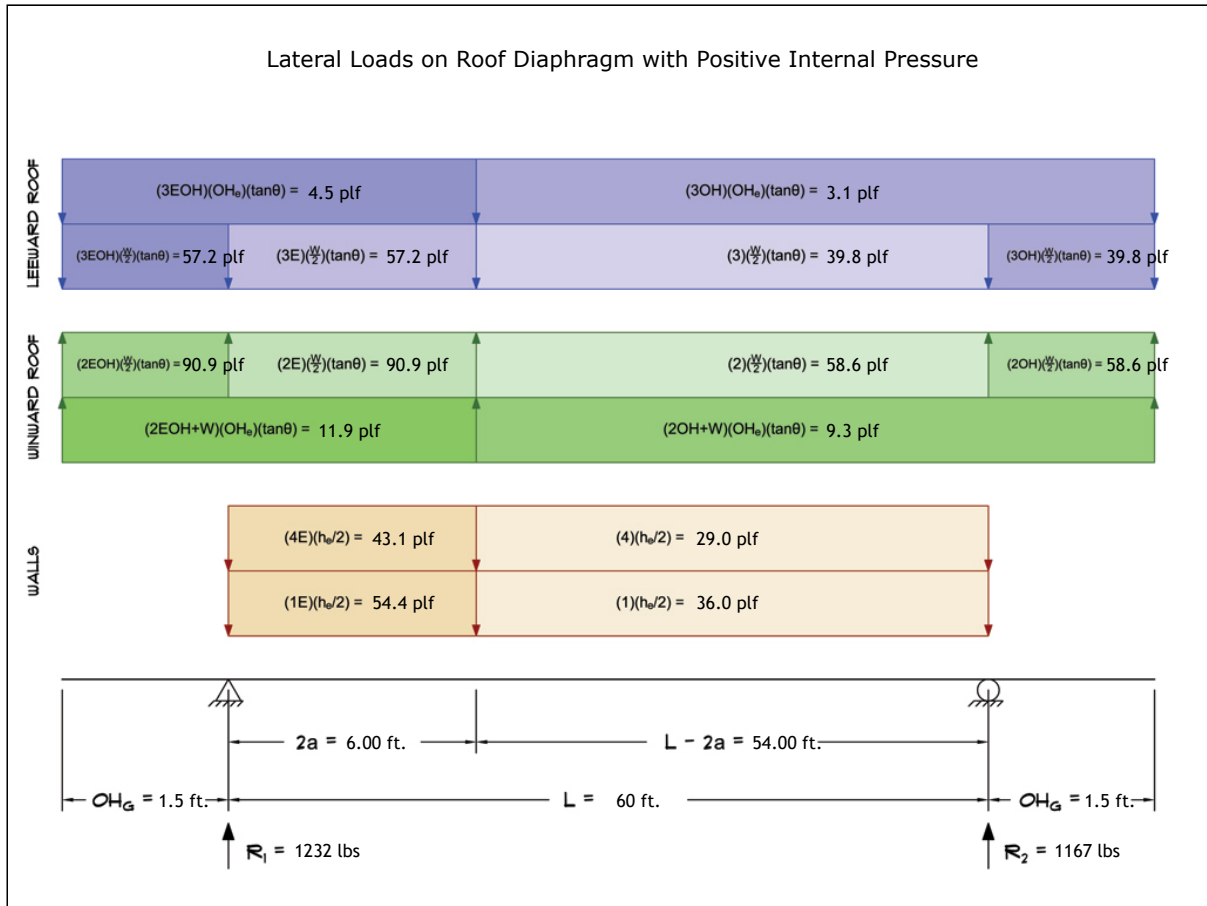 Lateral Loads on Roof Diaphragm with Positive Internal Pressure
LEEWARD ROOF
(3EOH)(OHₑ)(tanθ) = 4.5 plf
(3OH)(OHₑ)(tanθ) = 3.1 plf
(3EOH)(W/2)(tanθ) = 57.2 plf
(3E)(W/2)(tanθ) = 57.2 plf
(3)(W/2)(tanθ) = 39.8 plf
(3OH)(W/2)(tanθ) = 39.8 plf
WINWARD ROOF
(2EOH)(W/2)(tanθ) = 90.9 plf
(2E)(W/2)(tanθ) = 90.9 plf
(2)(W/2)(tanθ) = 58.6 plf
(2OH)(W/2)(tanθ) = 58.6 plf
(2EOH+W)(OHₑ)(tanθ) = 11.9 plf
(2OH+W)(OHₑ)(tanθ) = 9.3 plf
WALLS
(4E)(hₑ/2) = 43.1 plf
(4)(hₑ/2) = 29.0 plf
(1E)(hₑ/2) = 54.4 plf
(1)(hₑ/2) = 36.0 plf
2a = 6.00 ft.
L - 2a = 54.00 ft.
OH_G = 1.5 ft.
L = 60 ft.
OH_G = 1.5 ft.
R₁ = 1232 lbs
R₂ = 1167 lbs